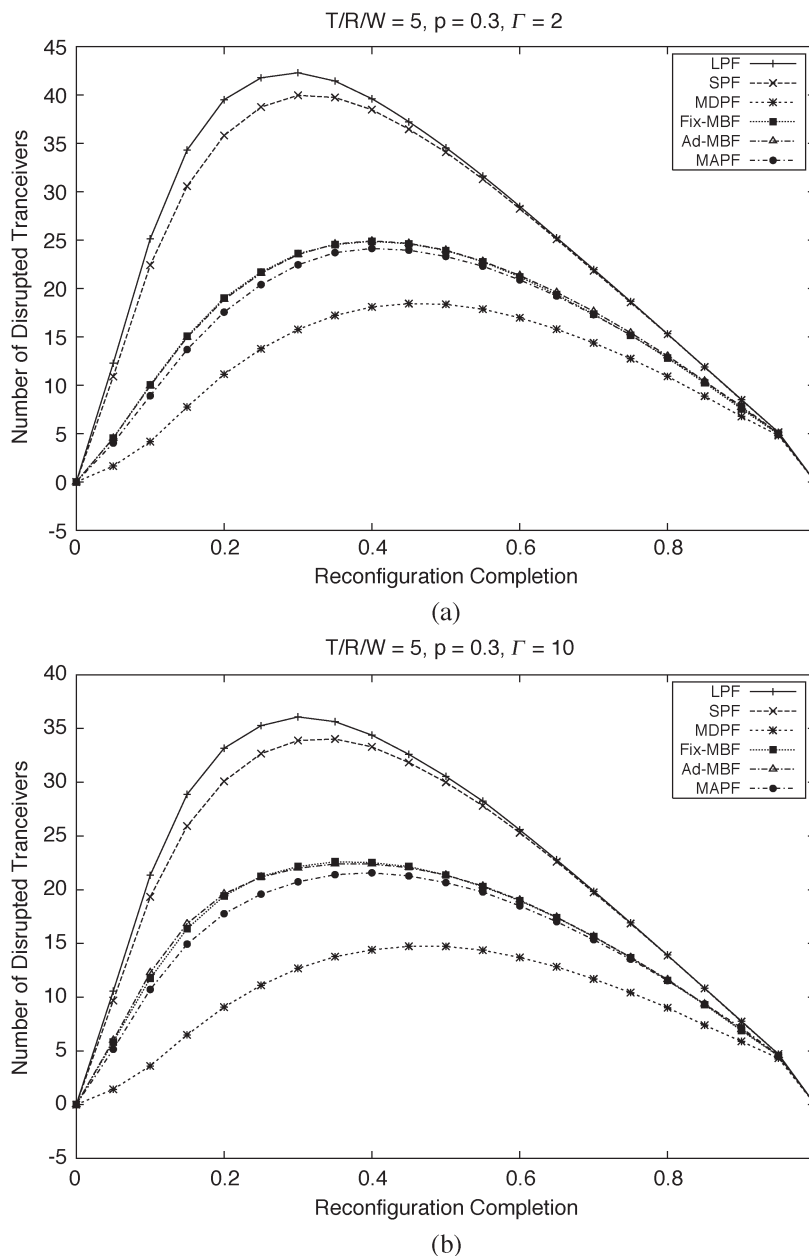 T/R/W = 5, p = 0.3, Γ = 2
45
40
35
30
25
20
15
10
5
0
-5
Number of Disrupted Tranceivers
LPF
SPF
MDPF
Fix-MBF
Ad-MBF
MAPF
0 0.2 0.4 0.6 0.8
Reconfiguration Completion
(a)
T/R/W = 5, p = 0.3, Γ = 10
40
35
30
25
20
15
10
5
0
-5
Number of Disrupted Tranceivers
LPF
SPF
MDPF
Fix-MBF
Ad-MBF
MAPF
0 0.2 0.4 0.6 0.8
Reconfiguration Completion
(b)